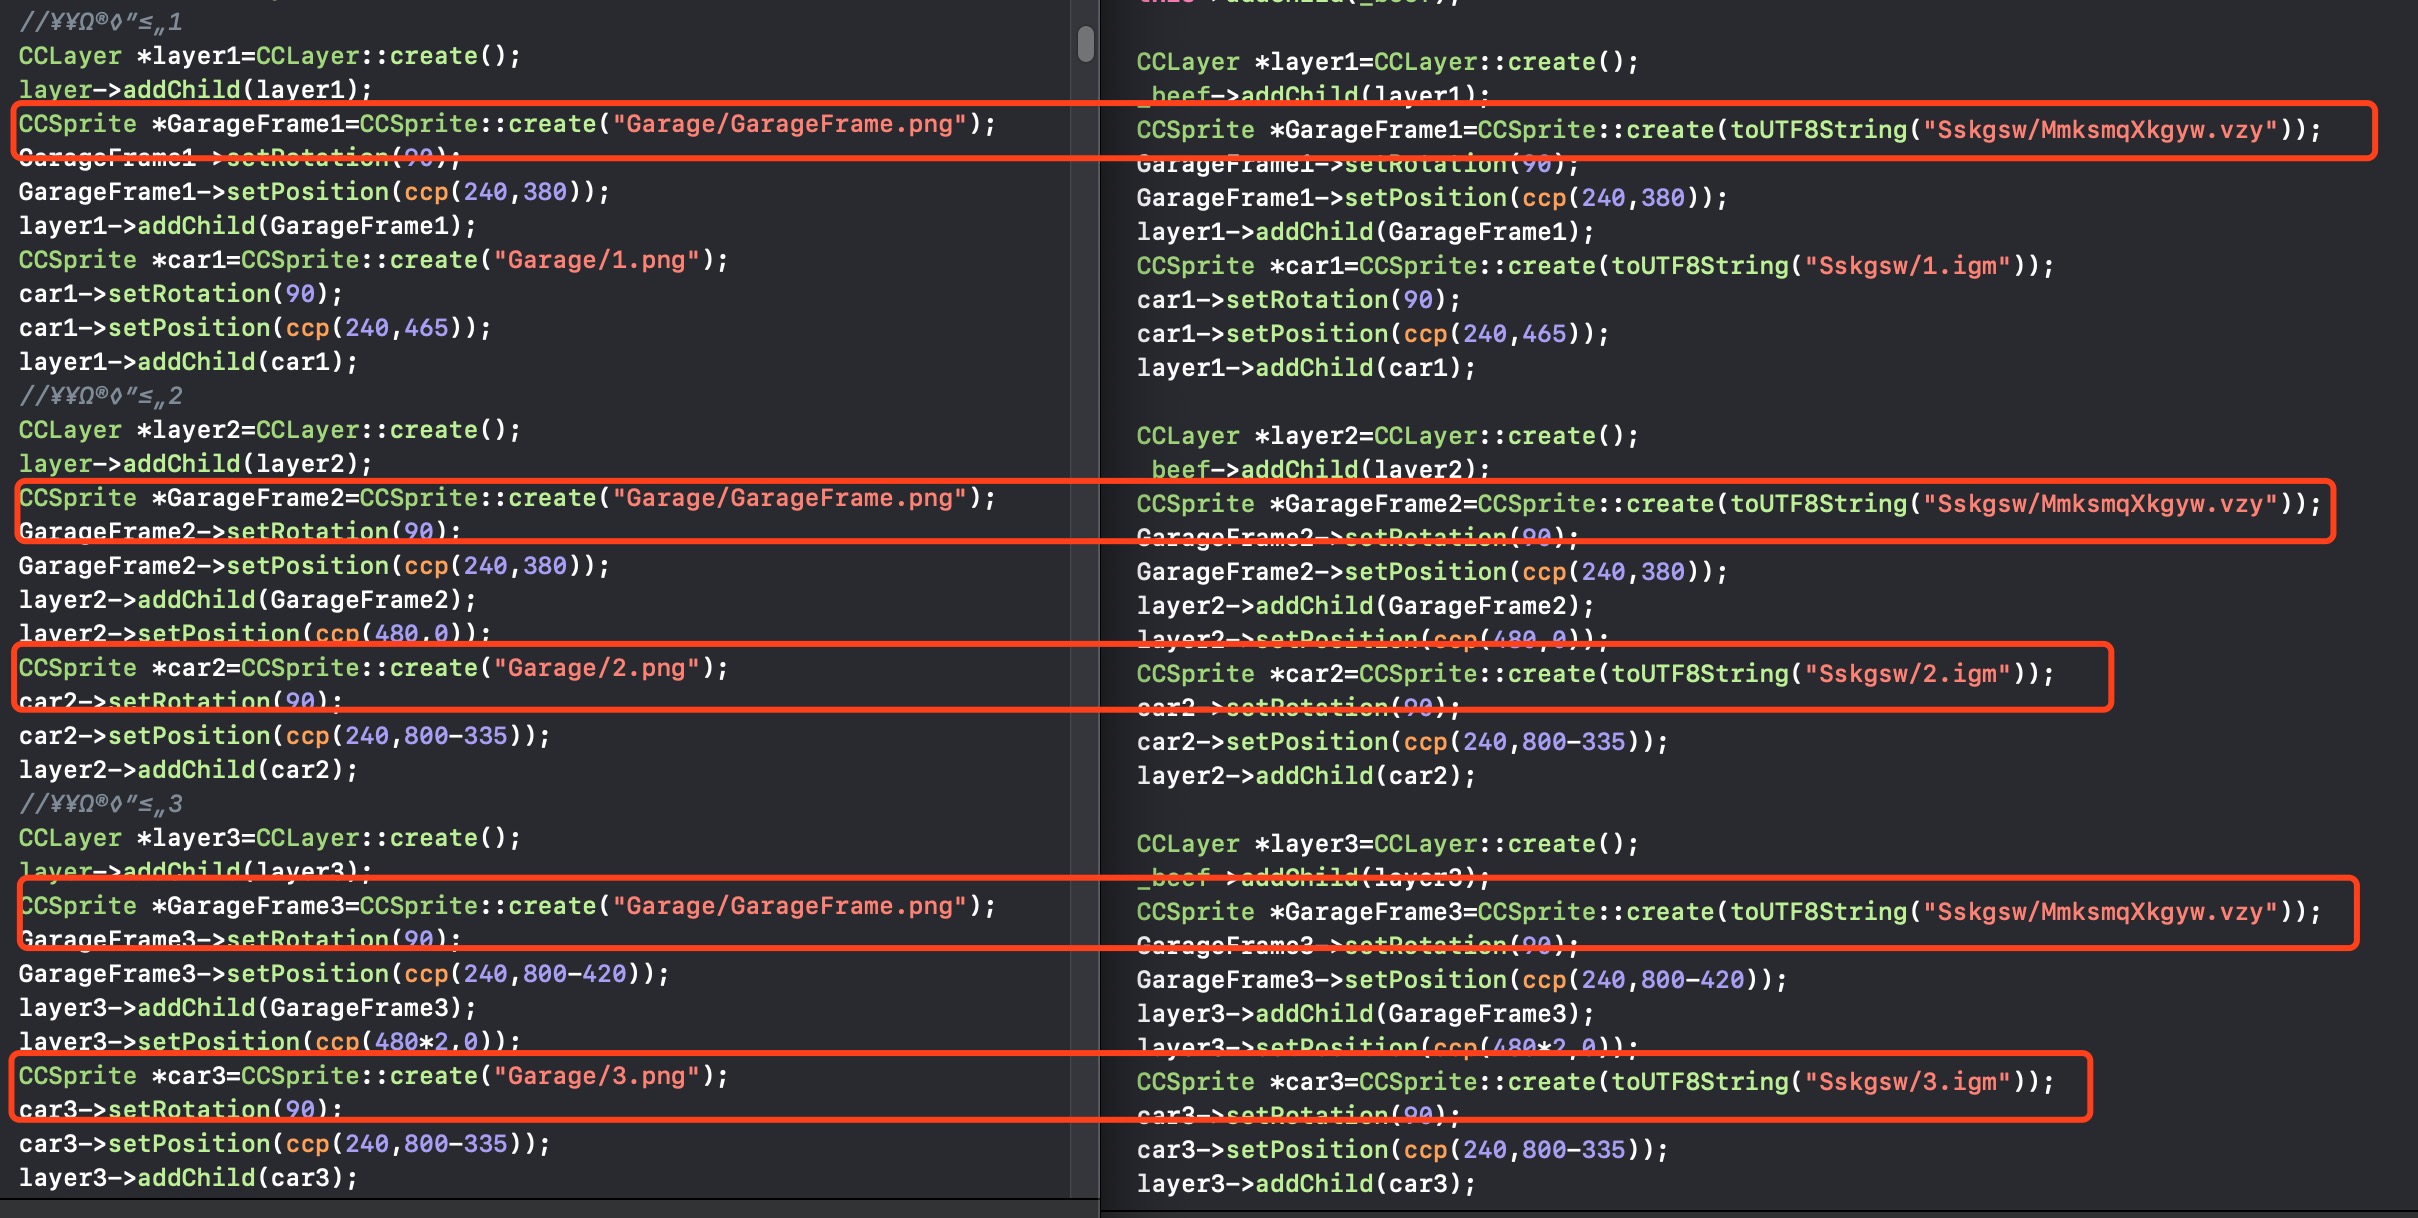 //¥¥Ω®◊”≤„1
CCLayer *layer1=CCLayer::create();
layer->addChild(layer1);
CCSprite *GarageFrame1=CCSprite::create("Garage/GarageFrame.png");
GarageFrame1->setRotation(90);
GarageFrame1->setPosition(ccp(240,380));
layer1->addChild(GarageFrame1);
CCSprite *car1=CCSprite::create("Garage/1.png");
car1->setRotation(90);
car1->setPosition(ccp(240,465));
layer1->addChild(car1);
//¥¥Ω®◊”≤„2
CCLayer *layer2=CCLayer::create();
layer->addChild(layer2);
CCSprite *GarageFrame2=CCSprite::create("Garage/GarageFrame.png");
GarageFrame2->setRotation(90);
GarageFrame2->setPosition(ccp(240,380));
layer2->addChild(GarageFrame2);
layer2->setPosition(ccp(480,0));
CCSprite *car2=CCSprite::create("Garage/2.png");
car2->setRotation(90);
car2->setPosition(ccp(240,800-335));
layer2->addChild(car2);
//¥¥Ω®◊”≤„3
CCLayer *layer3=CCLayer::create();
layer->addChild(layer3);
CCSprite *GarageFrame3=CCSprite::create("Garage/GarageFrame.png");
GarageFrame3->setRotation(90);
GarageFrame3->setPosition(ccp(240,800-420));
layer3->addChild(GarageFrame3);
layer3->setPosition(ccp(480*2,0));
CCSprite *car3=CCSprite::create("Garage/3.png");
car3->setRotation(90);
car3->setPosition(ccp(240,800-335));
layer3->addChild(car3);
this->addChild(_beef);
CCLayer *layer1=CCLayer::create();
_beef->addChild(layer1);
CCSprite *GarageFrame1=CCSprite::create(toUTF8String("Sskgsw/MmksmqXkgyw.vzy"));
GarageFrame1->setRotation(90);
GarageFrame1->setPosition(ccp(240,380));
layer1->addChild(GarageFrame1);
CCSprite *car1=CCSprite::create(toUTF8String("Sskgsw/1.igm"));
car1->setRotation(90);
car1->setPosition(ccp(240,465));
layer1->addChild(car1);
CCLayer *layer2=CCLayer::create();
_beef->addChild(layer2);
CCSprite *GarageFrame2=CCSprite::create(toUTF8String("Sskgsw/MmksmqXkgyw.vzy"));
GarageFrame2->setRotation(90);
GarageFrame2->setPosition(ccp(240,380));
layer2->addChild(GarageFrame2);
layer2->setPosition(ccp(480,0));
CCSprite *car2=CCSprite::create(toUTF8String("Sskgsw/2.igm"));
car2->setRotation(90);
car2->setPosition(ccp(240,800-335));
layer2->addChild(car2);
CCLayer *layer3=CCLayer::create();
_beef->addChild(layer3);
CCSprite *GarageFrame3=CCSprite::create(toUTF8String("Sskgsw/MmksmqXkgyw.vzy"));
GarageFrame3->setRotation(90);
GarageFrame3->setPosition(ccp(240,800-420));
layer3->addChild(GarageFrame3);
layer3->setPosition(ccp(480*2,0));
CCSprite *car3=CCSprite::create(toUTF8String("Sskgsw/3.igm"));
car3->setRotation(90);
car3->setPosition(ccp(240,800-335));
layer3->addChild(car3);